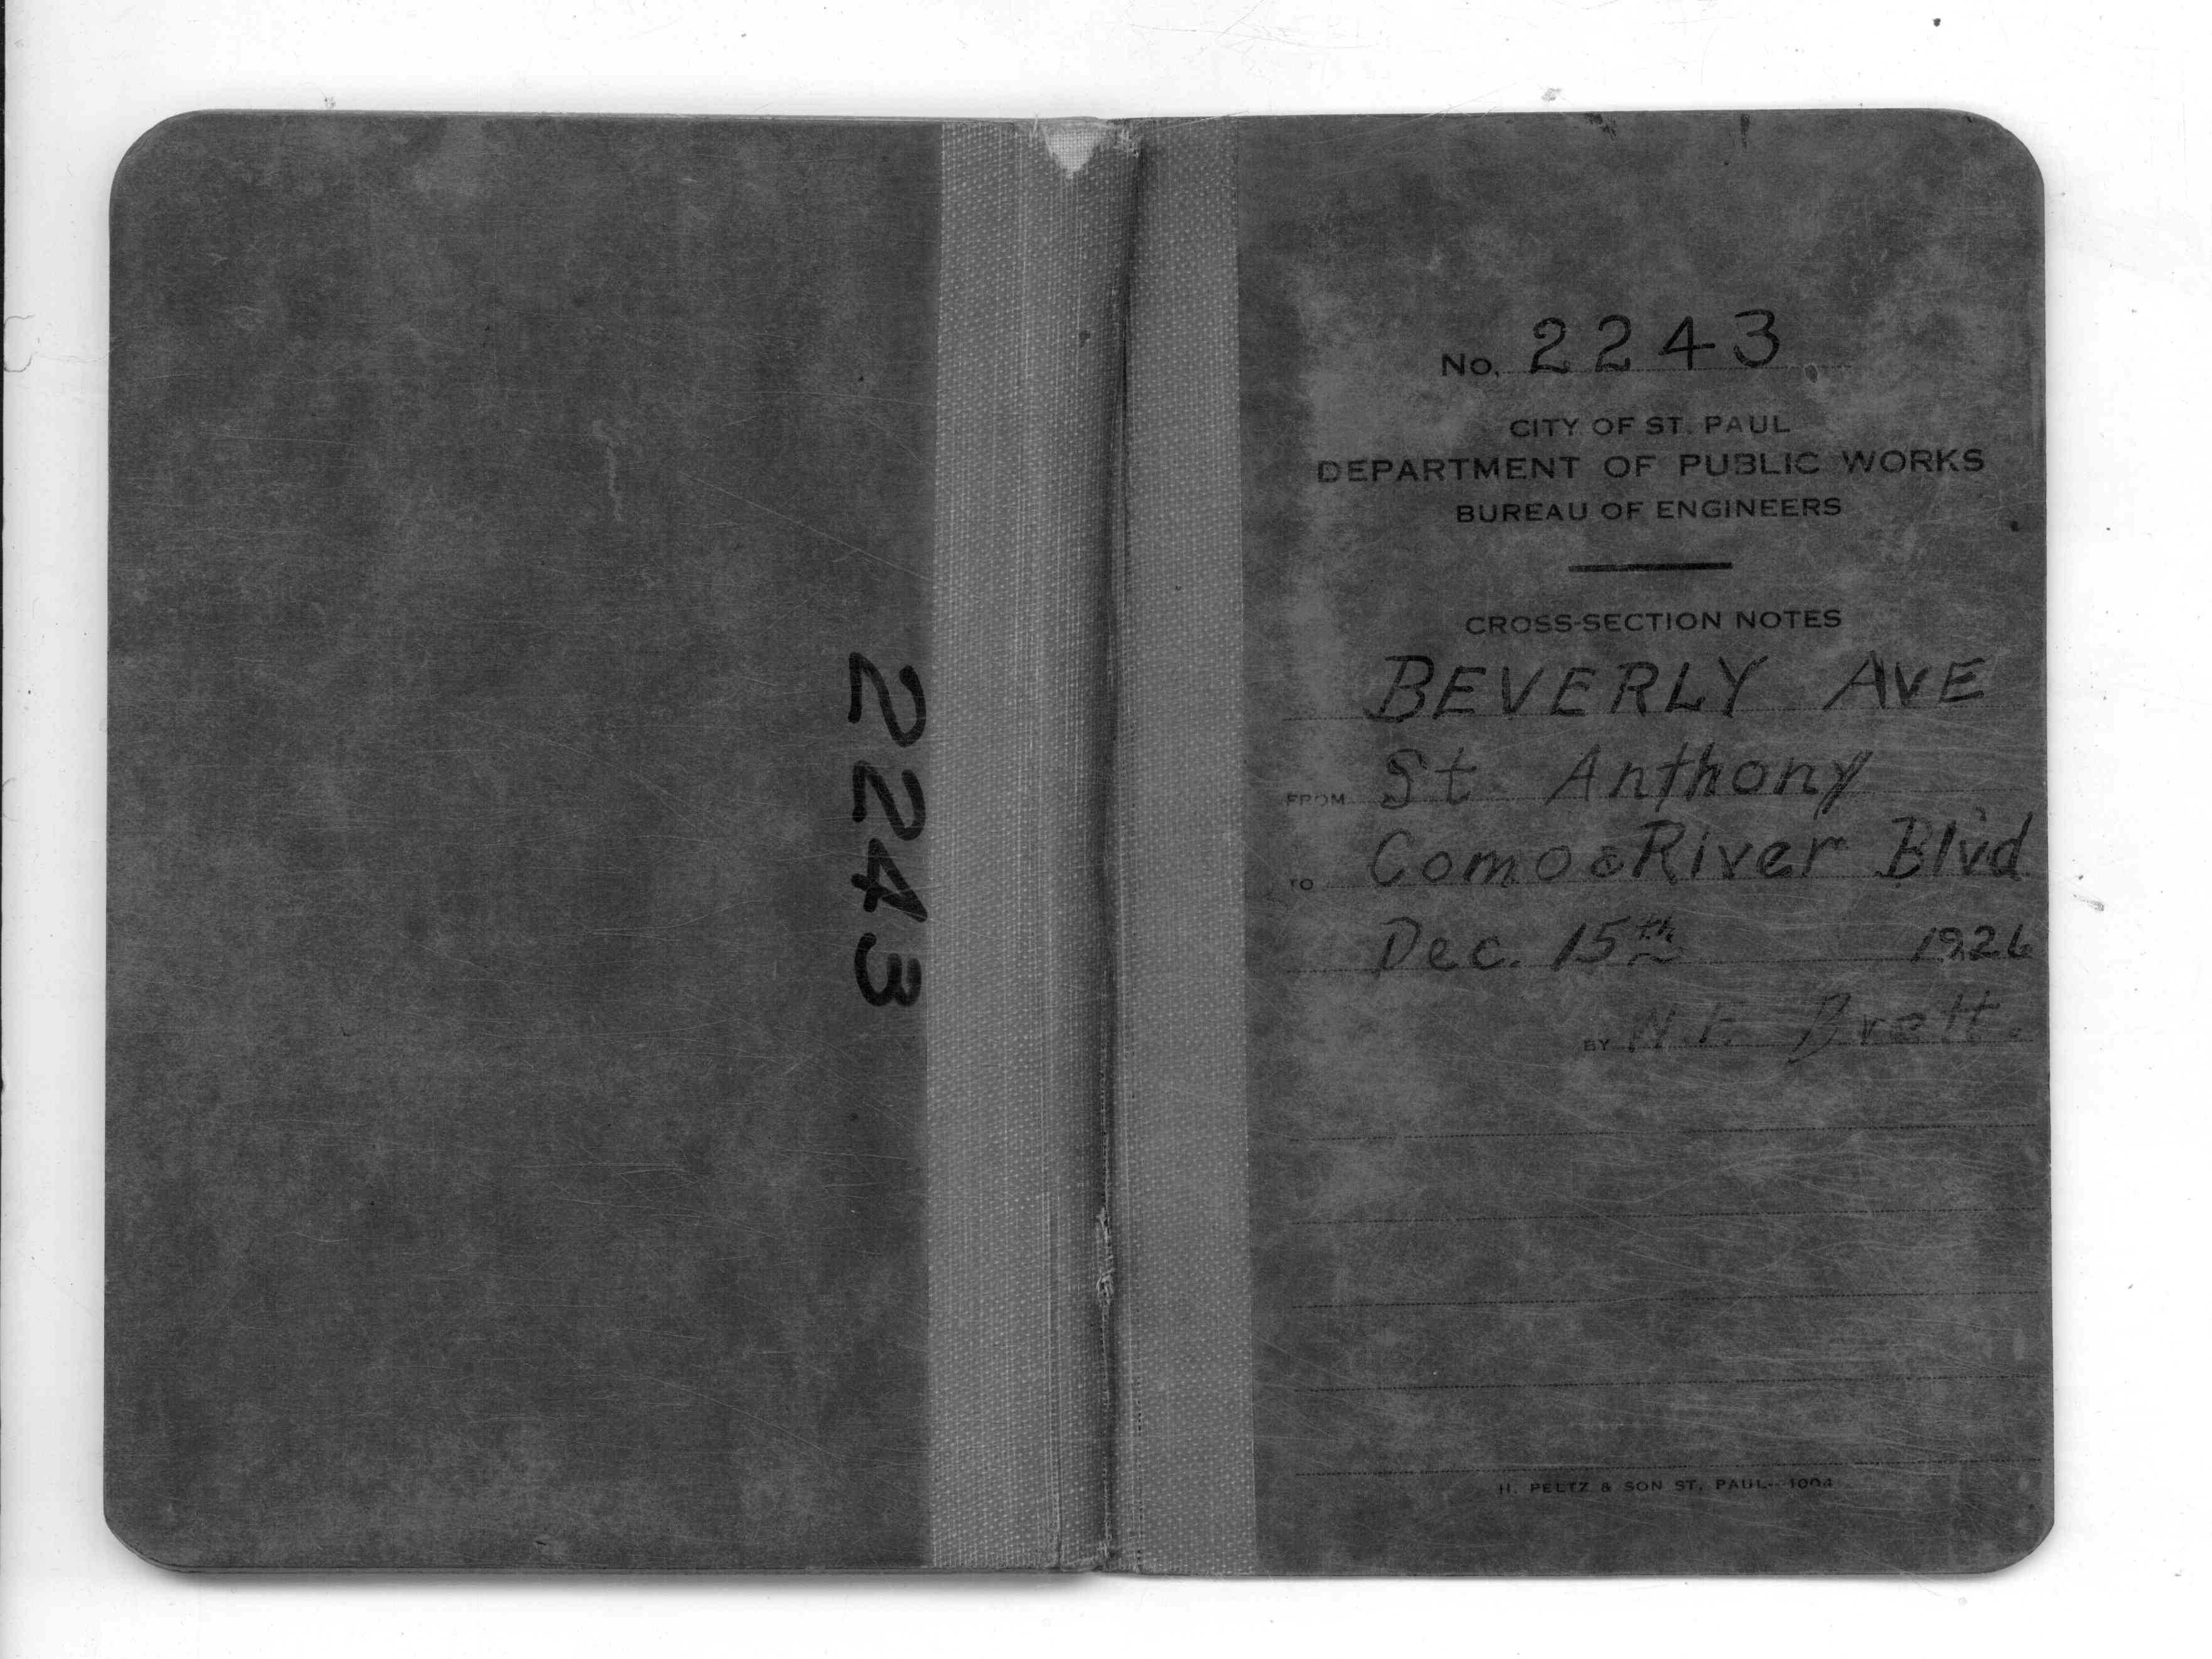 2243
No. 2243
CITY OF ST. PAUL
DEPARTMENT OF PUBLIC WORKS
BUREAU OF ENGINEERS
CROSS-SECTION NOTES
BEVERLY AVE
FROM St. Anthony
TO Como & River Blvd
Dec. 15th 1926
BY Brett.
H. PELTZ & SON ST. PAUL--1004